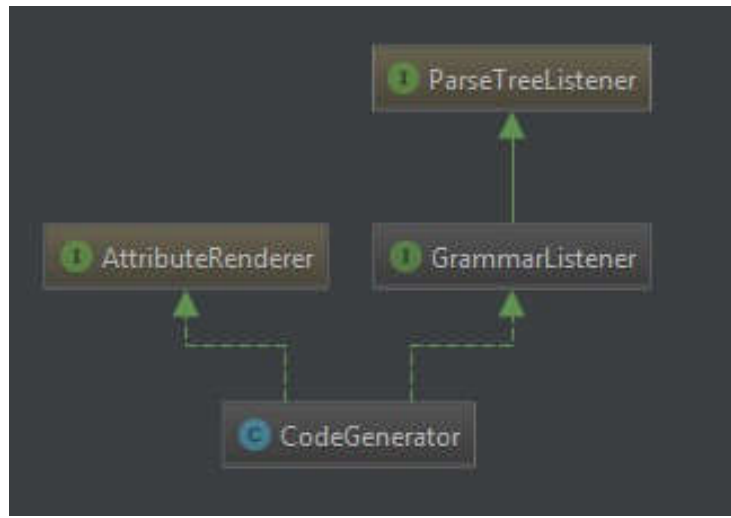 I ParseTreeListener
I AttributeRenderer
I GrammarListener
C CodeGenerator